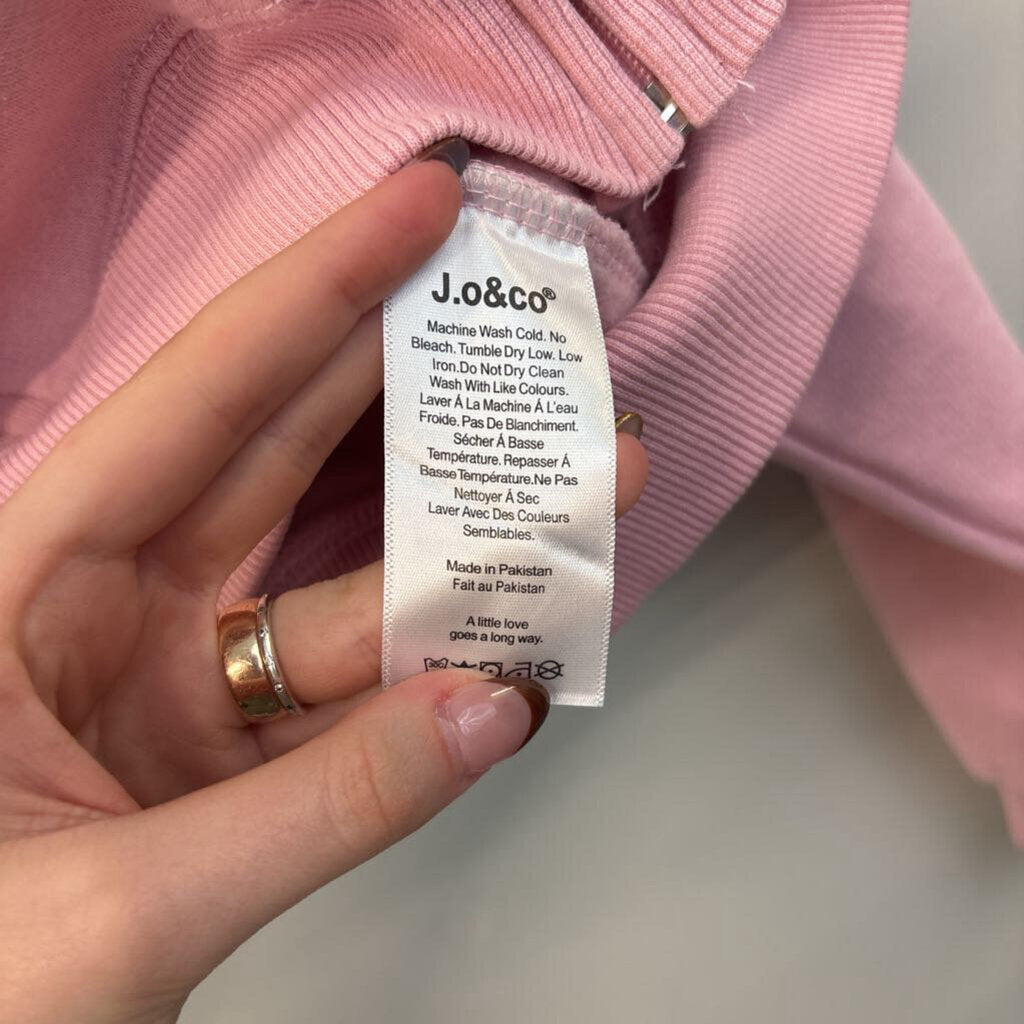 J.o&co®
Machine Wash Cold. No
Bleach. Tumble Dry Low. Low
Iron.Do Not Dry Clean
Wash With Like Colours.
Laver Á La Machine Á L'eau
Froide. Pas De Blanchiment.
Sécher Á Basse
Température. Repasser Á
Basse Température.Ne Pas
Nettoyer Á Sec
Laver Avec Des Couleurs
Semblables.
Made in Pakistan
Fait au Pakistan
A little love
goes a long way.